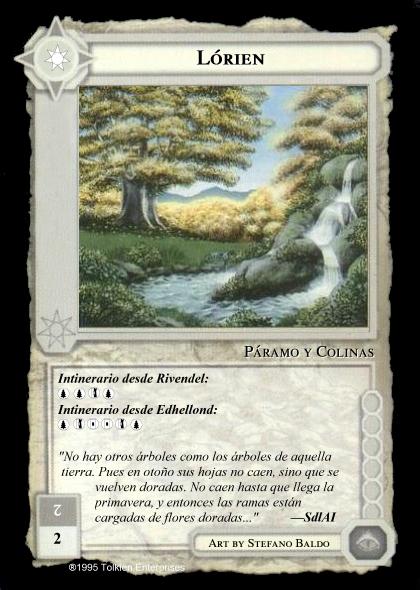 LÓRIEN
PÁRAMO Y COLINAS
Intinerario desde Rivendel:
Intinerario desde Edhellond:
"No hay otros árboles como los árboles de aquella
tierra. Pues en otoño sus hojas no caen, sino que se
vuelven doradas. No caen hasta que llega la
primavera, y entonces las ramas están
cargadas de flores doradas..." —SdlAI
2
2
ART BY STEFANO BALDO
®1995 Tolkien Enterprises